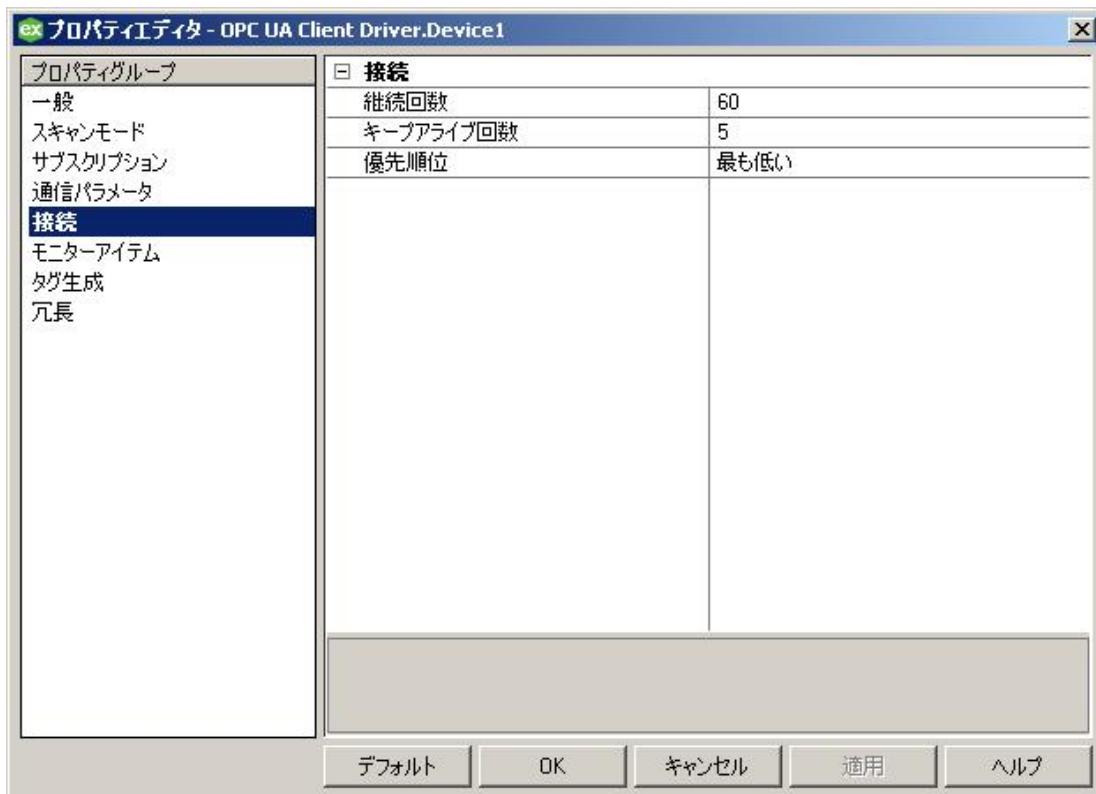 ex プロパティエディタ - OPC UA Client Driver.Device1
プロパティグループ
一般
スキャンモード
サブスクリプション
通信パラメータ
接続
モニターアイテム
タグ生成
冗長
接続
継続回数 60
キープアライブ回数 5
優先順位 最も低い
デフォルト OK キャンセル 適用 ヘルプ